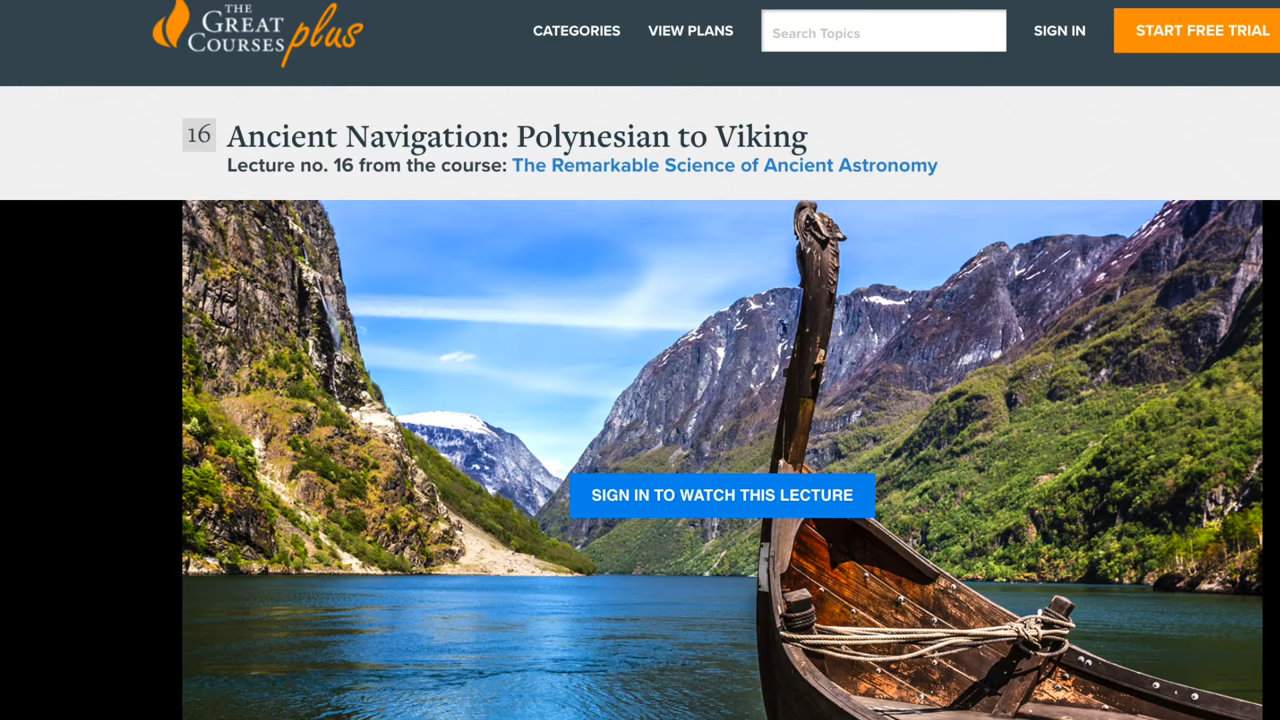 THE
GREAT
COURSES plus
CATEGORIES VIEW PLANS Search Topics SIGN IN START FREE TRIAL
16 Ancient Navigation: Polynesian to Viking
Lecture no. 16 from the course: The Remarkable Science of Ancient Astronomy
SIGN IN TO WATCH THIS LECTURE